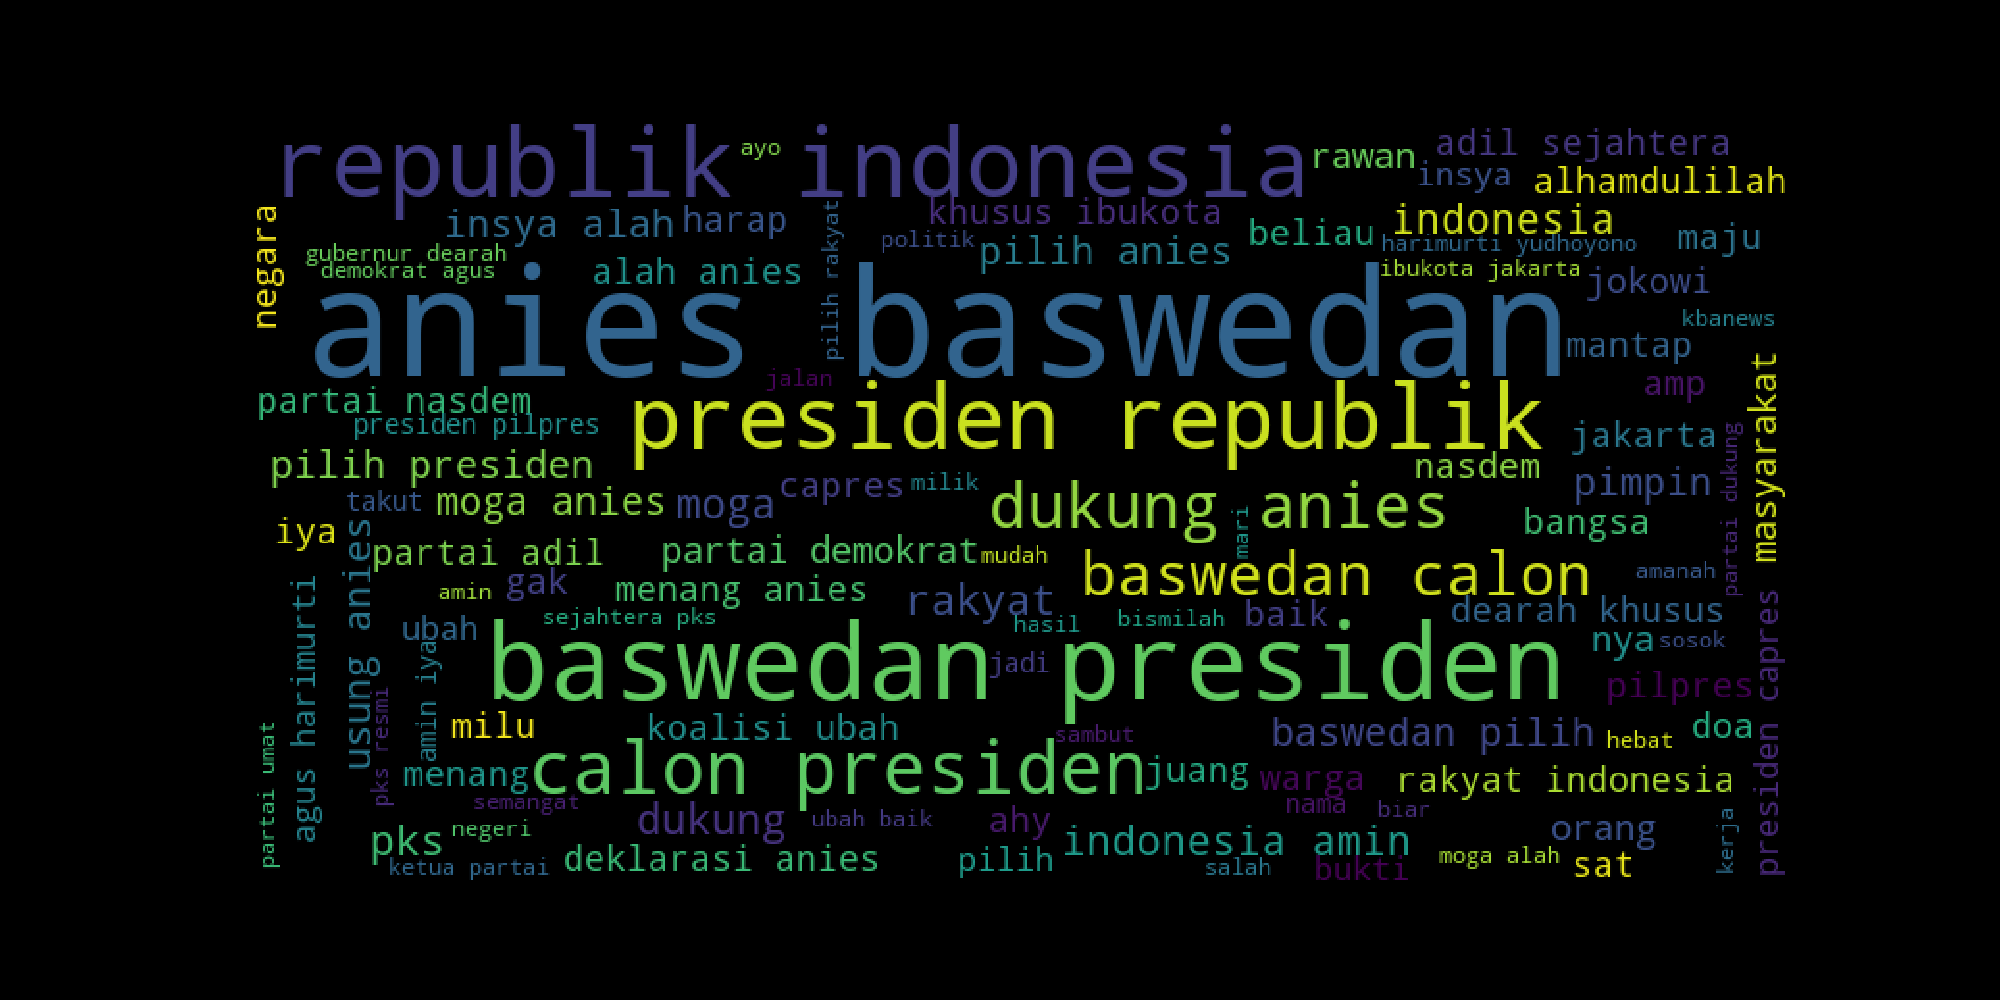 republik indonesia
ayo
rawan
adil sejahtera
insya
alhamdulilah
negara
insya alah
harap
pilih rakyat
khusus ibukota
politik
pilih anies
beliau
indonesia
harimurti yudhoyono
maju
gubernur dearah
demokrat agus
alah anies
ibukota jakarta
jokowi
anies baswedan
kbanews
mantap
jalan
amp
masyarakat
partai nasdem
presiden pilpres
presiden republik
jakarta
partai dukung
pilih presiden
nasdem
pimpin
takut
moga anies
moga
capres
milik
dukung anies
mari
bangsa
iya
usung anies
partai adil
partai demokrat
mudah
baswedan calon
amanah
agus harimurti
amin
gak
menang anies
rakyat
baik
dearah khusus
presiden capres
sejahtera pks
hasil
bismilah
ubah
amin iya
baswedan presiden
jadi
nya
sosok
pilpres
pks resmi
partai umat
milu
koalisi ubah
sambut
baswedan pilih
hebat
doa
menang
calon presiden
juang
warga
rakyat indonesia
semangat
nama
biar
pks
negeri
dukung
ubah baik
ahy
indonesia amin
orang
kerja
ketua partai
deklarasi anies
pilih
salah
bukti
moga alah
sat